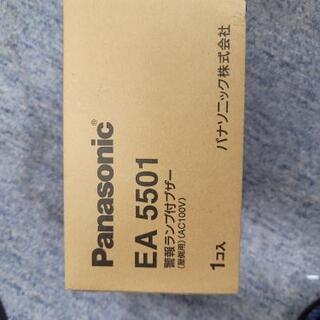 Panasonic
EA 5501
警報ランプ付ブザー
(屋側用)(AC100V)
1コ入
パナソニック株式会社